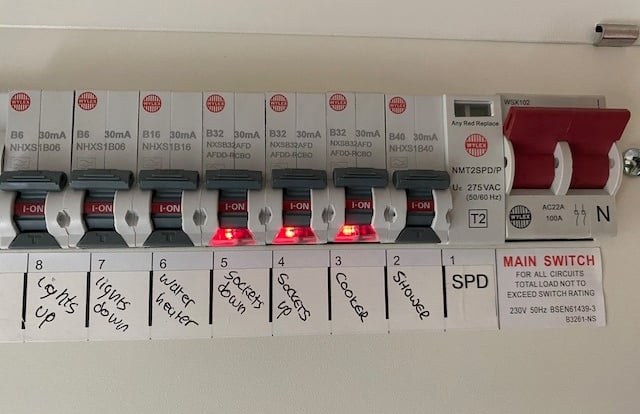 WYLEX
B6 30mA
NHXS1B06
I-ON
WYLEX
B6 30mA
NHXS1B06
I-ON
WYLEX
B16 30mA
NHXS1B16
I-ON
WYLEX
B32 30mA
NXSB32AFD
AFDD-RCBO
I-ON
WYLEX
B32 30mA
NXSB32AFD
AFDD-RCBO
I-ON
WYLEX
B32 30mA
NXSB32AFD
AFDD-RCBO
I-ON
WYLEX
B40 30mA
NHXS1B40
I-ON
Any Red Replace
WYLEX
NMT2SPD/P
Uc 275VAC
(50/60 Hz)
T2
WSX102
WYLEX
AC22A
100A
N
8
Lights
up
7
lights
down
6
water
heater
5
Sockets
down
4
Sockets
up
3
COOKER
2
SHOWER
1
SPD
MAIN SWITCH
FOR ALL CIRCUITS
TOTAL LOAD NOT TO
EXCEED SWITCH RATING
230V 50Hz BSEN61439-3
B3261-NS